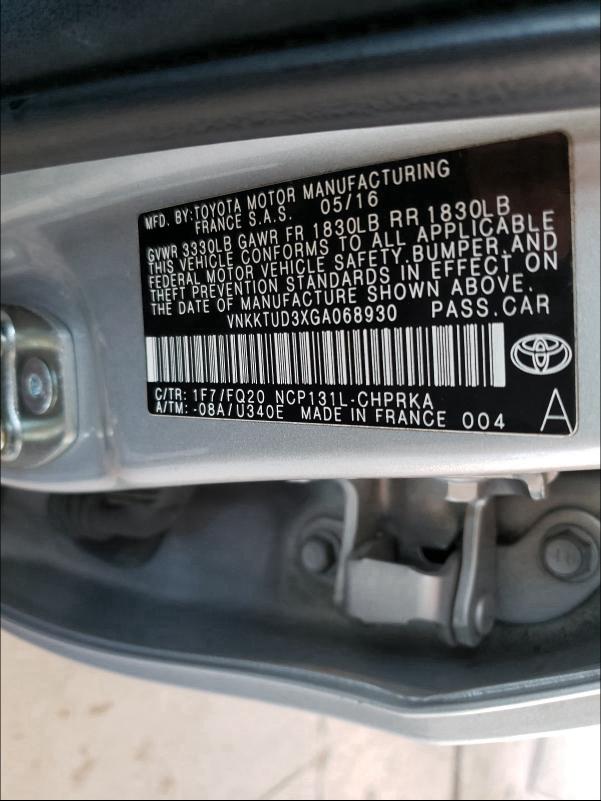 MFD. BY:TOYOTA MOTOR MANUFACTURING
FRANCE S.A.S. 05/16
GVWR 3330LB GAWR FR 1830LB RR 1830LB
THIS VEHICLE CONFORMS TO ALL APPLICABLE
FEDERAL MOTOR VEHICLE SAFETY,BUMPER,AND
THEFT PREVENTION STANDARDS IN EFFECT ON
THE DATE OF MANUFACTURE SHOWN ABOVE.
VNKKTUD3XGA068930 PASS.CAR
C/TR: 1F7/FQ20 NCP131L-CHPRKA
A/TM: -08A/U340E MADE IN FRANCE 004 A